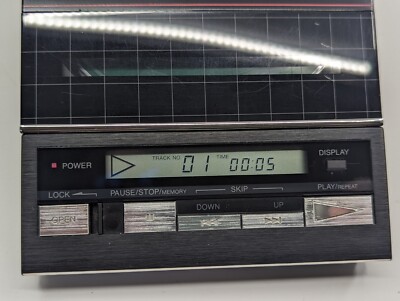 POWER TRACK NO 01 TIME 00:05 DISPLAY
LOCK PAUSE/STOP/MEMORY SKIP PLAY/REPEAT
OPEN DOWN UP